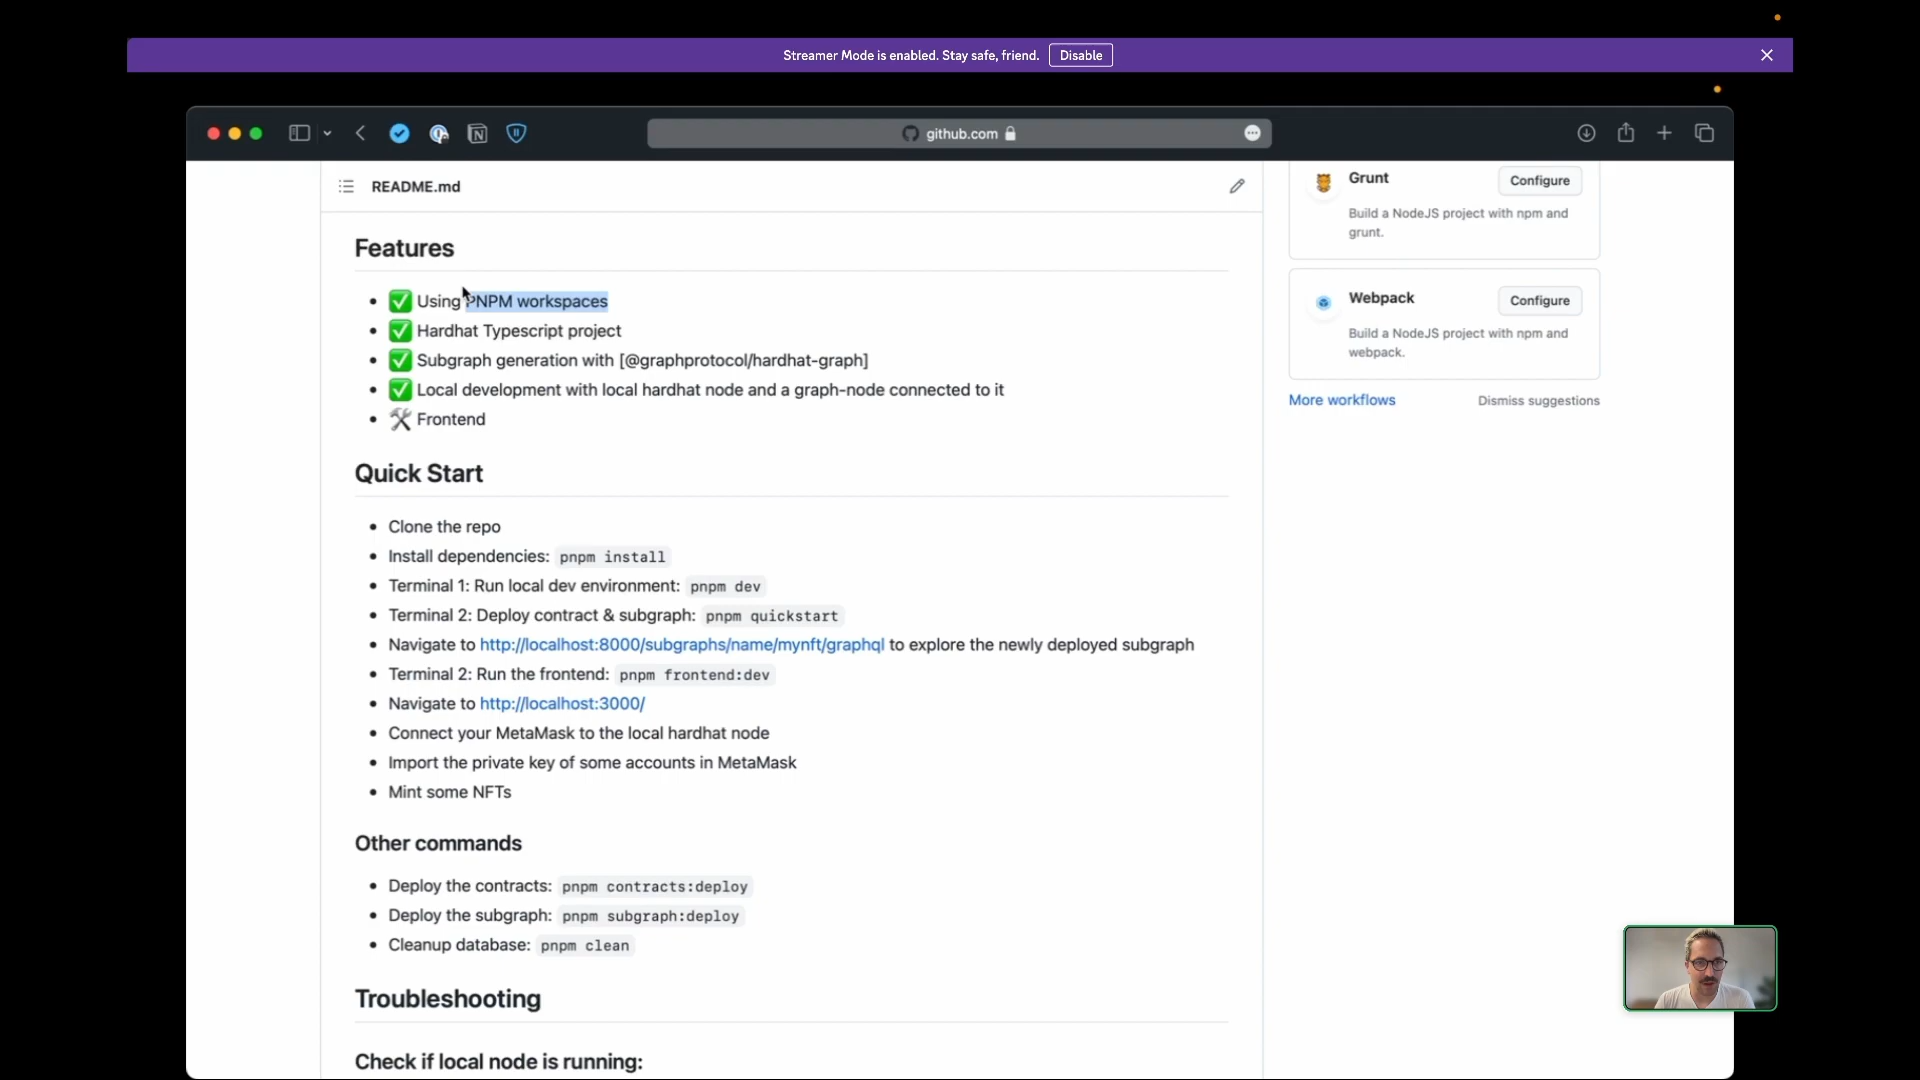 Streamer Mode is enabled. Stay safe, friend. Disable
github.com
README.md
Features
Using PNPM workspaces
Hardhat Typescript project
Subgraph generation with [@graphprotocol/hardhat-graph]
Local development with local hardhat node and a graph-node connected to it
Frontend
Quick Start
Clone the repo
Install dependencies: pnpm install
Terminal 1: Run local dev environment: pnpm dev
Terminal 2: Deploy contract & subgraph: pnpm quickstart
Navigate to http://localhost:8000/subgraphs/name/mynft/graphql to explore the newly deployed subgraph
Terminal 2: Run the frontend: pnpm frontend:dev
Navigate to http://localhost:3000/
Connect your MetaMask to the local hardhat node
Import the private key of some accounts in MetaMask
Mint some NFTs
Other commands
Deploy the contracts: pnpm contracts:deploy
Deploy the subgraph: pnpm subgraph:deploy
Cleanup database: pnpm clean
Troubleshooting
Check if local node is running:
Grunt Configure
Build a NodeJS project with npm and
grunt.
Webpack Configure
Build a NodeJS project with npm and
webpack.
More workflows Dismiss suggestions